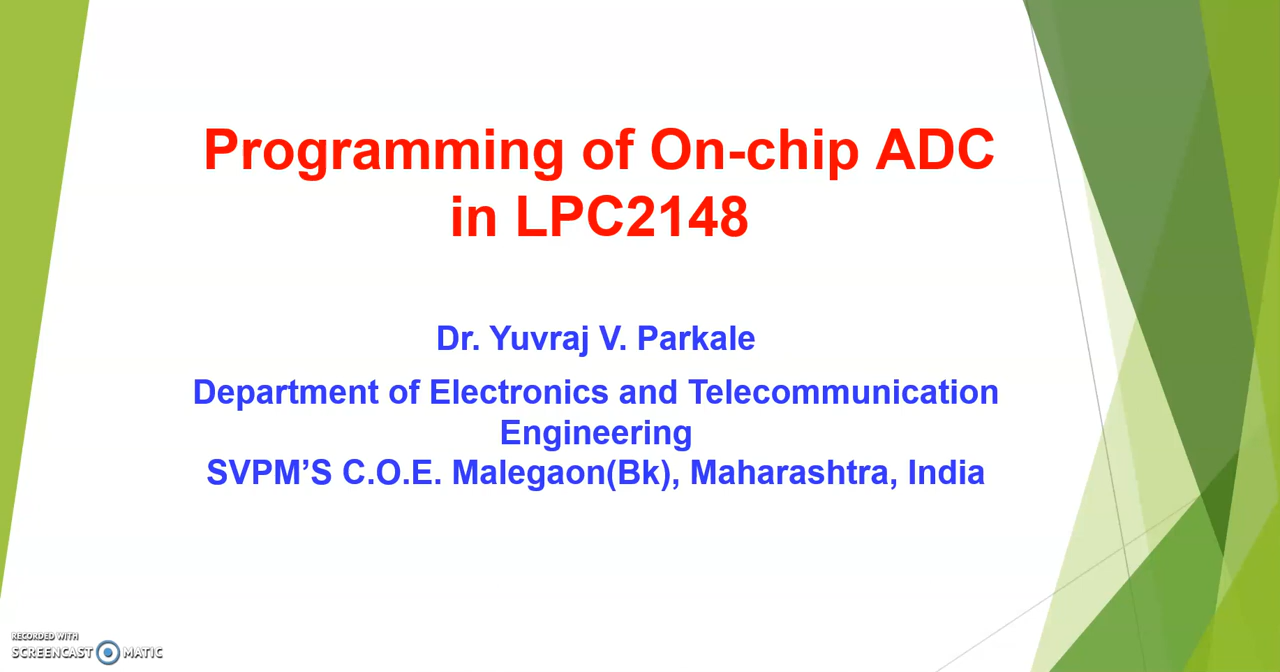 Programming of On-chip ADC
in LPC2148
Dr. Yuvraj V. Parkale
Department of Electronics and Telecommunication
Engineering
SVPM’S C.O.E. Malegaon(Bk), Maharashtra, India
RECORDED WITH
SCREENCAST MATIC